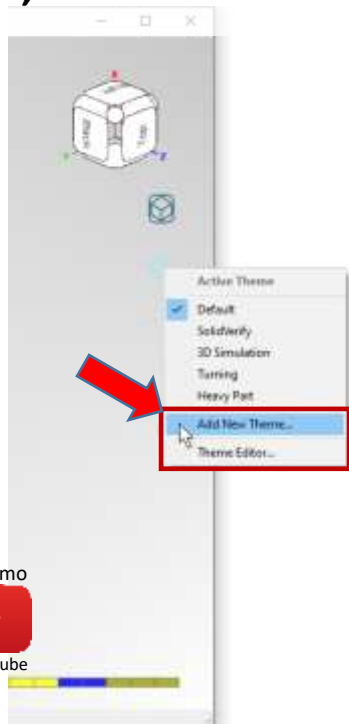 Active Theme
Default
SolidVerify
3D Simulation
Turning
Heavy Part
Add New Theme...
Theme Editor...
mo
ube